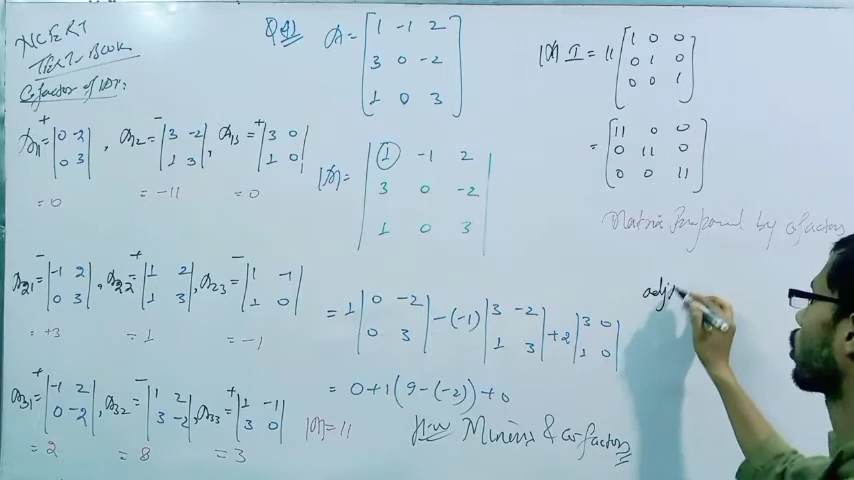 NCERT
TEXT-BOOK
Cofactor of |A|:
A11 = + |0 -2| , A12 = - |3 -2| , A13 = + |3 0|
|0 3| |1 3| |1 0|
= 0 = -11 = 0
A21 = - |-1 2| , A22 = + |1 2| , A23 = - |1 -1|
|0 3| |1 3| |1 0|
= +3 = 1 = -1
A31 = + |-1 2| , A32 = - |1 2| , A33 = + |1 -1|
|0 -2| |3 -2| |3 0|
= 2 = 8 = 3
A = [1 -1 2]
[3 0 -2]
[1 0 3]
|A| = |1 -1 2|
|3 0 -2|
|1 0 3|
= 1 |0 -2| - (-1) |3 -2| + 2 |3 0|
|0 3| |1 3| |1 0|
= 0 + 1 (9 - (-2)) + 0
|A| = 11
H.W Minors & co-factors
|A| I = 11 [1 0 0]
[0 1 0]
[0 0 1]
= [11 0 0]
[0 11 0]
[0 0 11]
Matrix Prepared by cofactors
adj